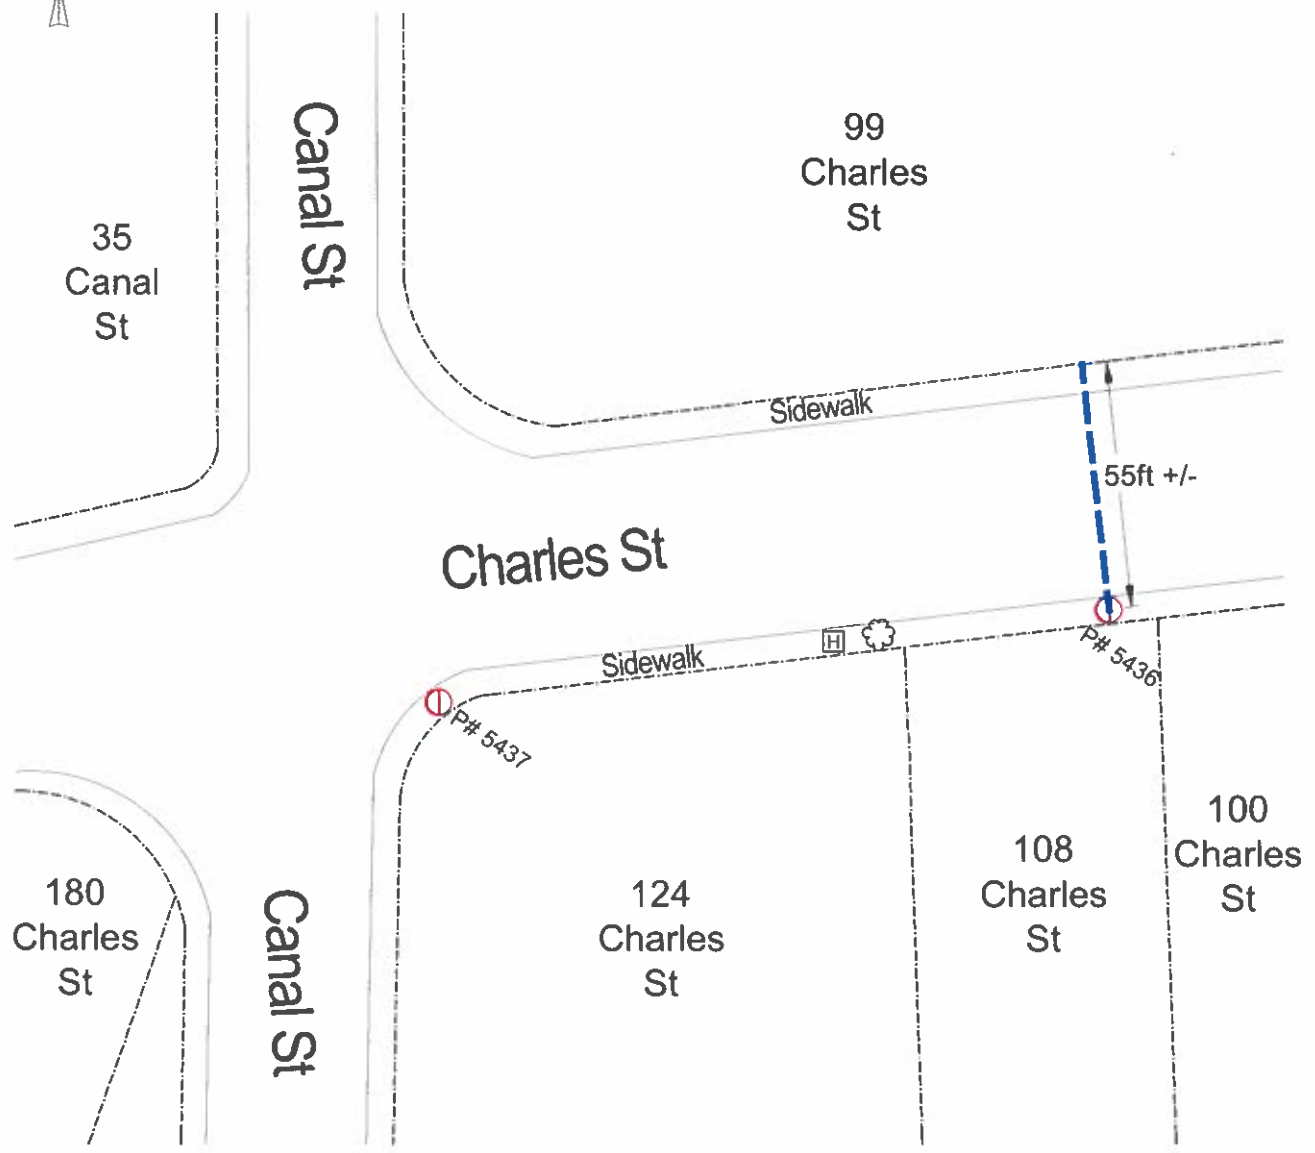 Canal St
99
Charles
St
35
Canal
St
Sidewalk
55ft +/-
Charles St
H
Sidewalk
P# 5436
P# 5437
100
Charles
St
108
Charles
St
124
Charles
St
180
Charles
St
Canal St